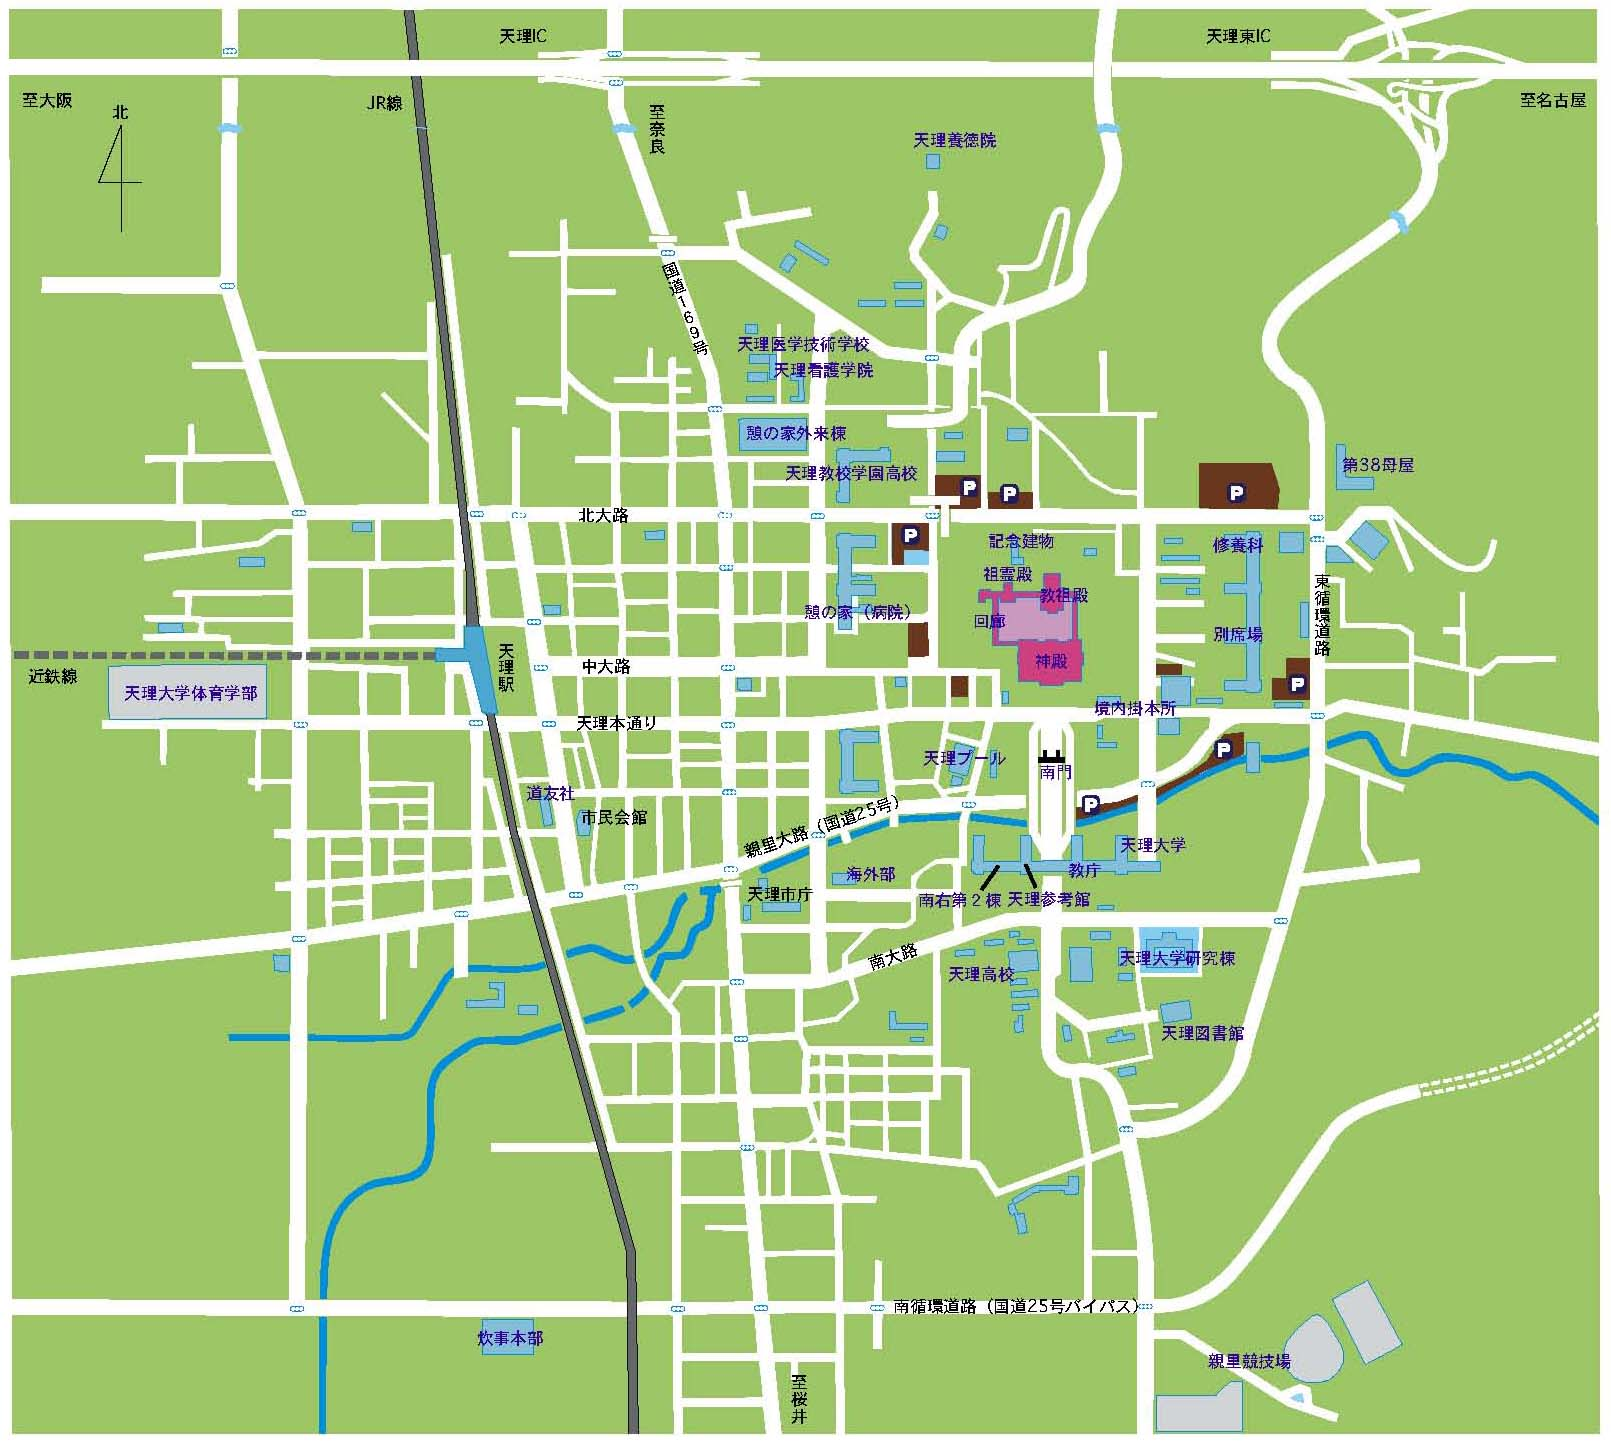 天理IC
天理東IC
至大阪
JR線
至名古屋
北
至奈良
天理養徳院
国道169号
天理医学技術学校
天理看護学院
憩の家外来棟
天理教校学園高校
第38母屋
P
P
P
北大路
P
記念建物
修養科
祖霊殿
教祖殿
東循環道路
憩の家（病院）
回廊
別席場
天理駅
中大路
神殿
近鉄線
天理大学体育学部
P
境内掛本所
天理本通り
天理プール
南門
P
道友社
P
市民会館
親里大路（国道25号）
天理大学
海外部
教庁
天理市庁
南右第２棟
天理参考館
南大路
天理高校
天理大学研究棟
天理図書館
南循環道路（国道25号バイパス）
炊事本部
親里競技場
至桜井